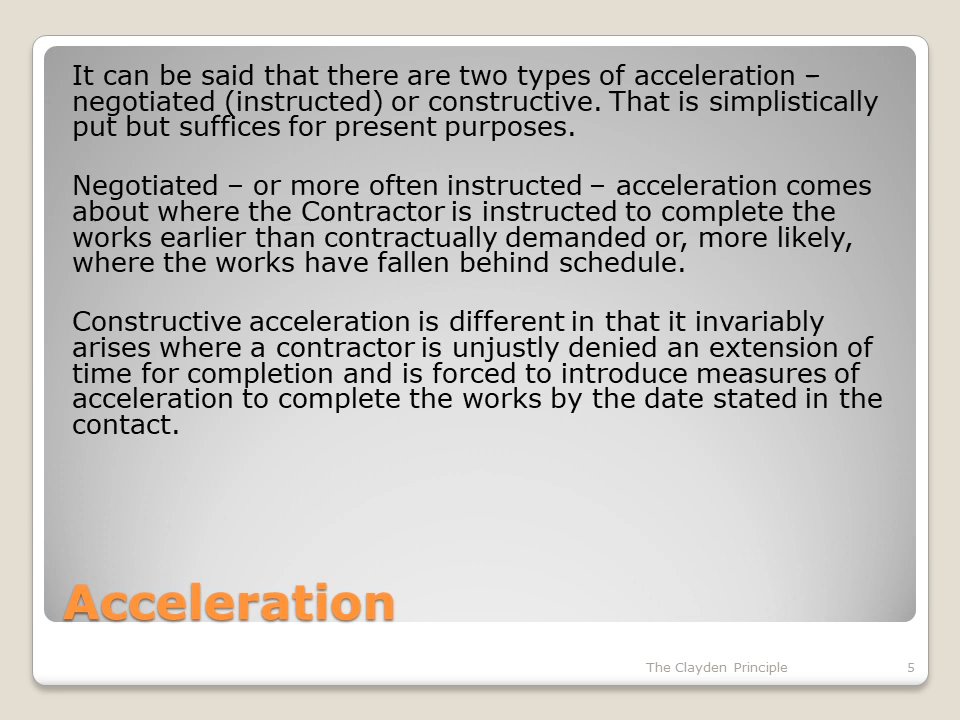 It can be said that there are two types of acceleration –
negotiated (instructed) or constructive. That is simplistically
put but suffices for present purposes.
Negotiated – or more often instructed – acceleration comes
about where the Contractor is instructed to complete the
works earlier than contractually demanded or, more likely,
where the works have fallen behind schedule.
Constructive acceleration is different in that it invariably
arises where a contractor is unjustly denied an extension of
time for completion and is forced to introduce measures of
acceleration to complete the works by the date stated in the
contact.
Acceleration
The Clayden Principle 5